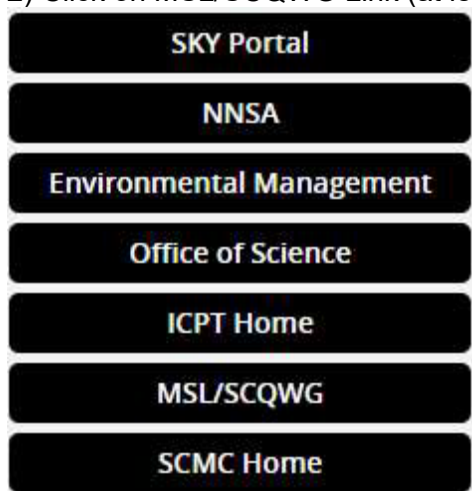 SKY Portal
NNSA
Environmental Management
Office of Science
ICPT Home
MSL/SCQWG
SCMC Home